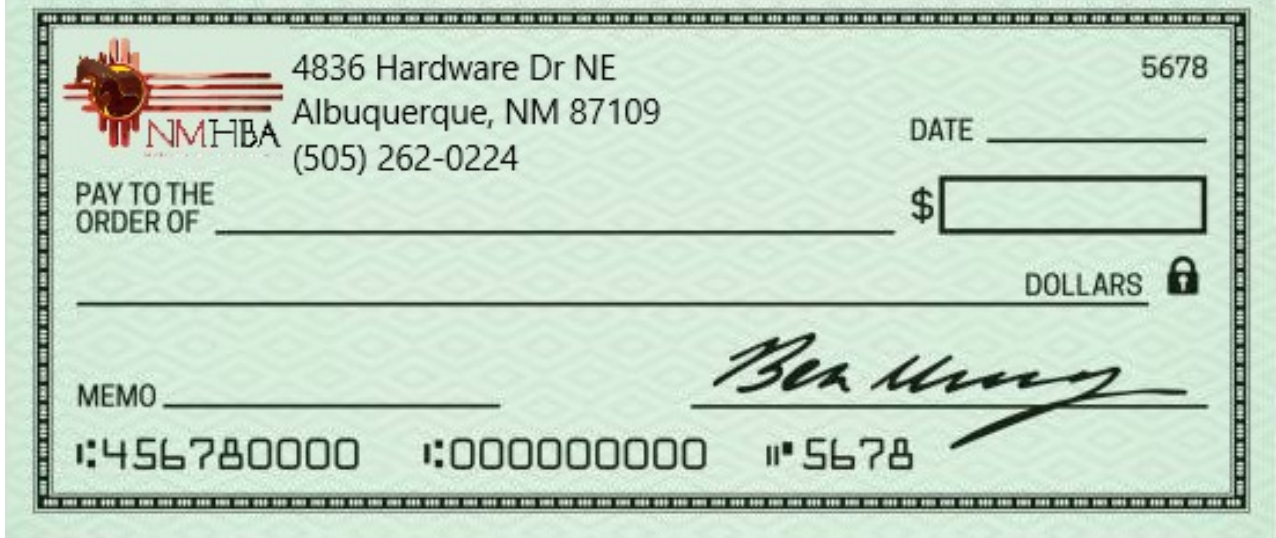 4836 Hardware Dr NE
5678
Albuquerque, NM 87109
NMHBA
DATE
(505) 262-0224
PAY TO THE
ORDER OF
$
DOLLARS
MEMO
⑆456780000 ⑆000000000 ⑈5678